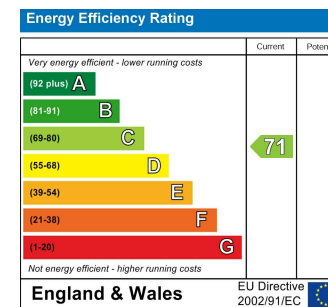 Energy Efficiency Rating
Current Poten
Very energy efficient - lower running costs
(92 plus) A
(81-91) B
(69-80) C
71
(55-68) D
(39-54) E
(21-38) F
(1-20) G
Not energy efficient - higher running costs
England & Wales
EU Directive
2002/91/EC